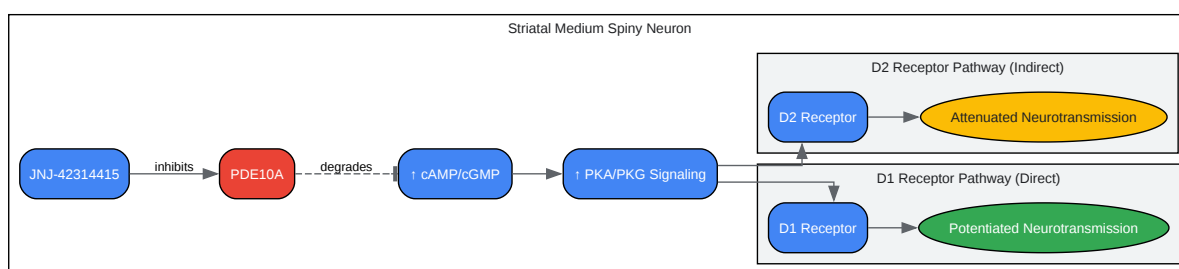 Striatal Medium Spiny Neuron
D2 Receptor Pathway (Indirect)
D2 Receptor
Attenuated Neurotransmission
JNJ-42314415
inhibits
PDE10A
degrades
↑ cAMP/cGMP
↑ PKA/PKG Signaling
D1 Receptor Pathway (Direct)
D1 Receptor
Potentiated Neurotransmission